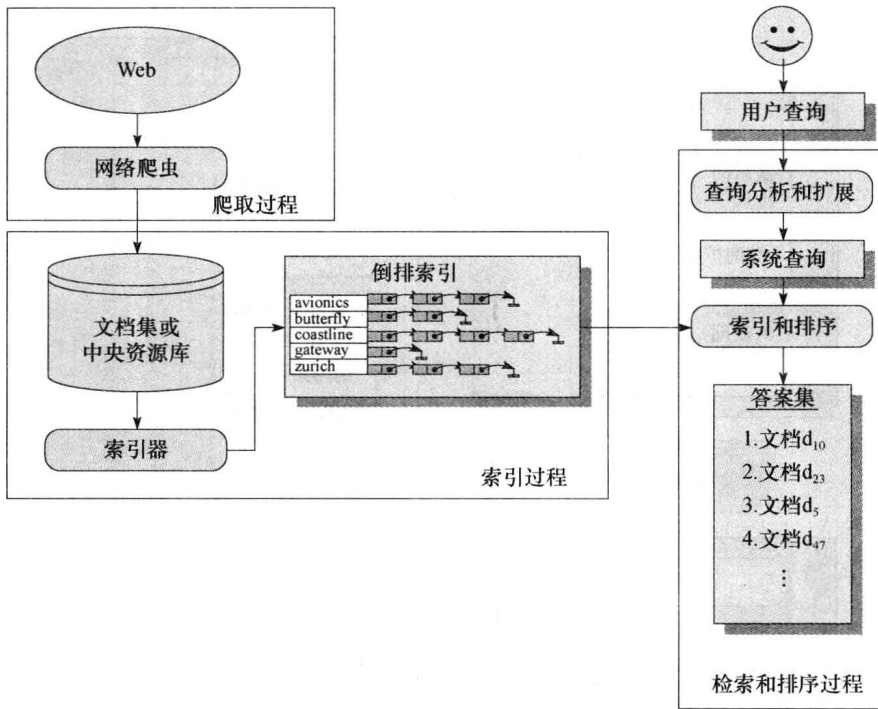 Web
网络爬虫
爬取过程
文档集或
中央资源库
索引器
倒排索引
avionics
butterfly
coastline
gateway
zurich
索引过程
用户查询
查询分析和扩展
系统查询
索引和排序
答案集
1.文档d₁₀
2.文档d₂₃
3.文档d₅
4.文档d₄₇
⋮
检索和排序过程